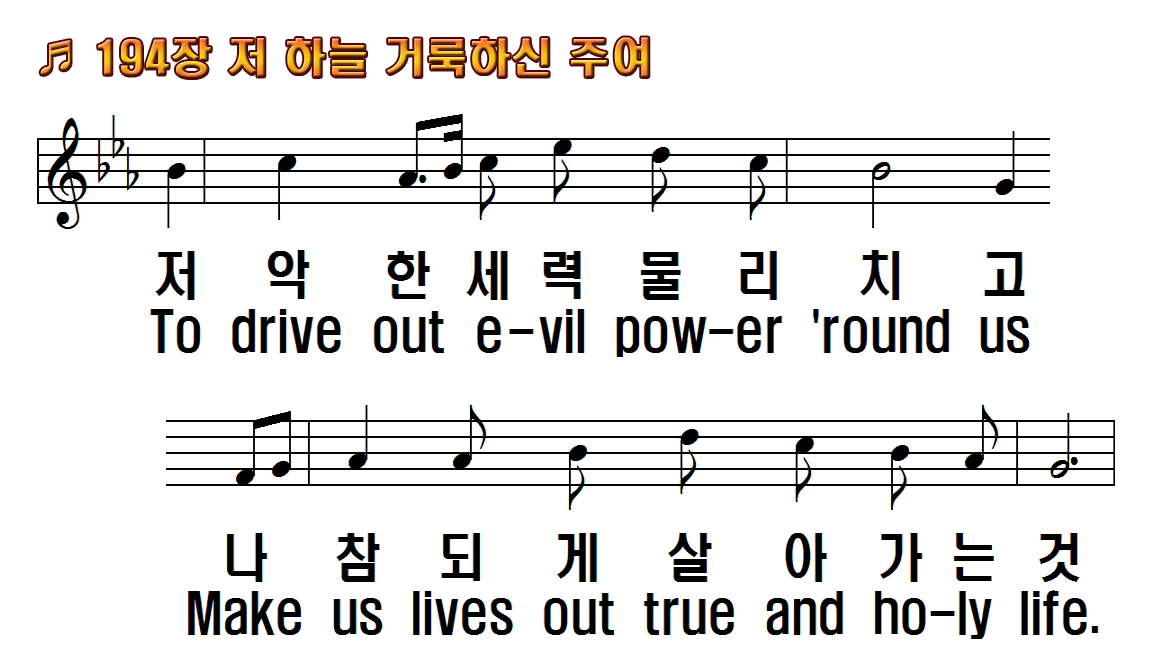 194장 저 하늘 거룩하신 주여
저 악 한 세 력 물 리 치 고
To drive out e-vil pow-er 'round us
나 참 되 게 살 아 가 는 것
Make us lives out true and ho-ly life.